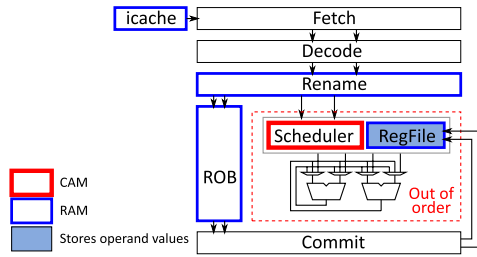 icache
Fetch
Decode
Rename
Scheduler
RegFile
ROB
Out of
order
CAM
RAM
Stores operand values
Commit